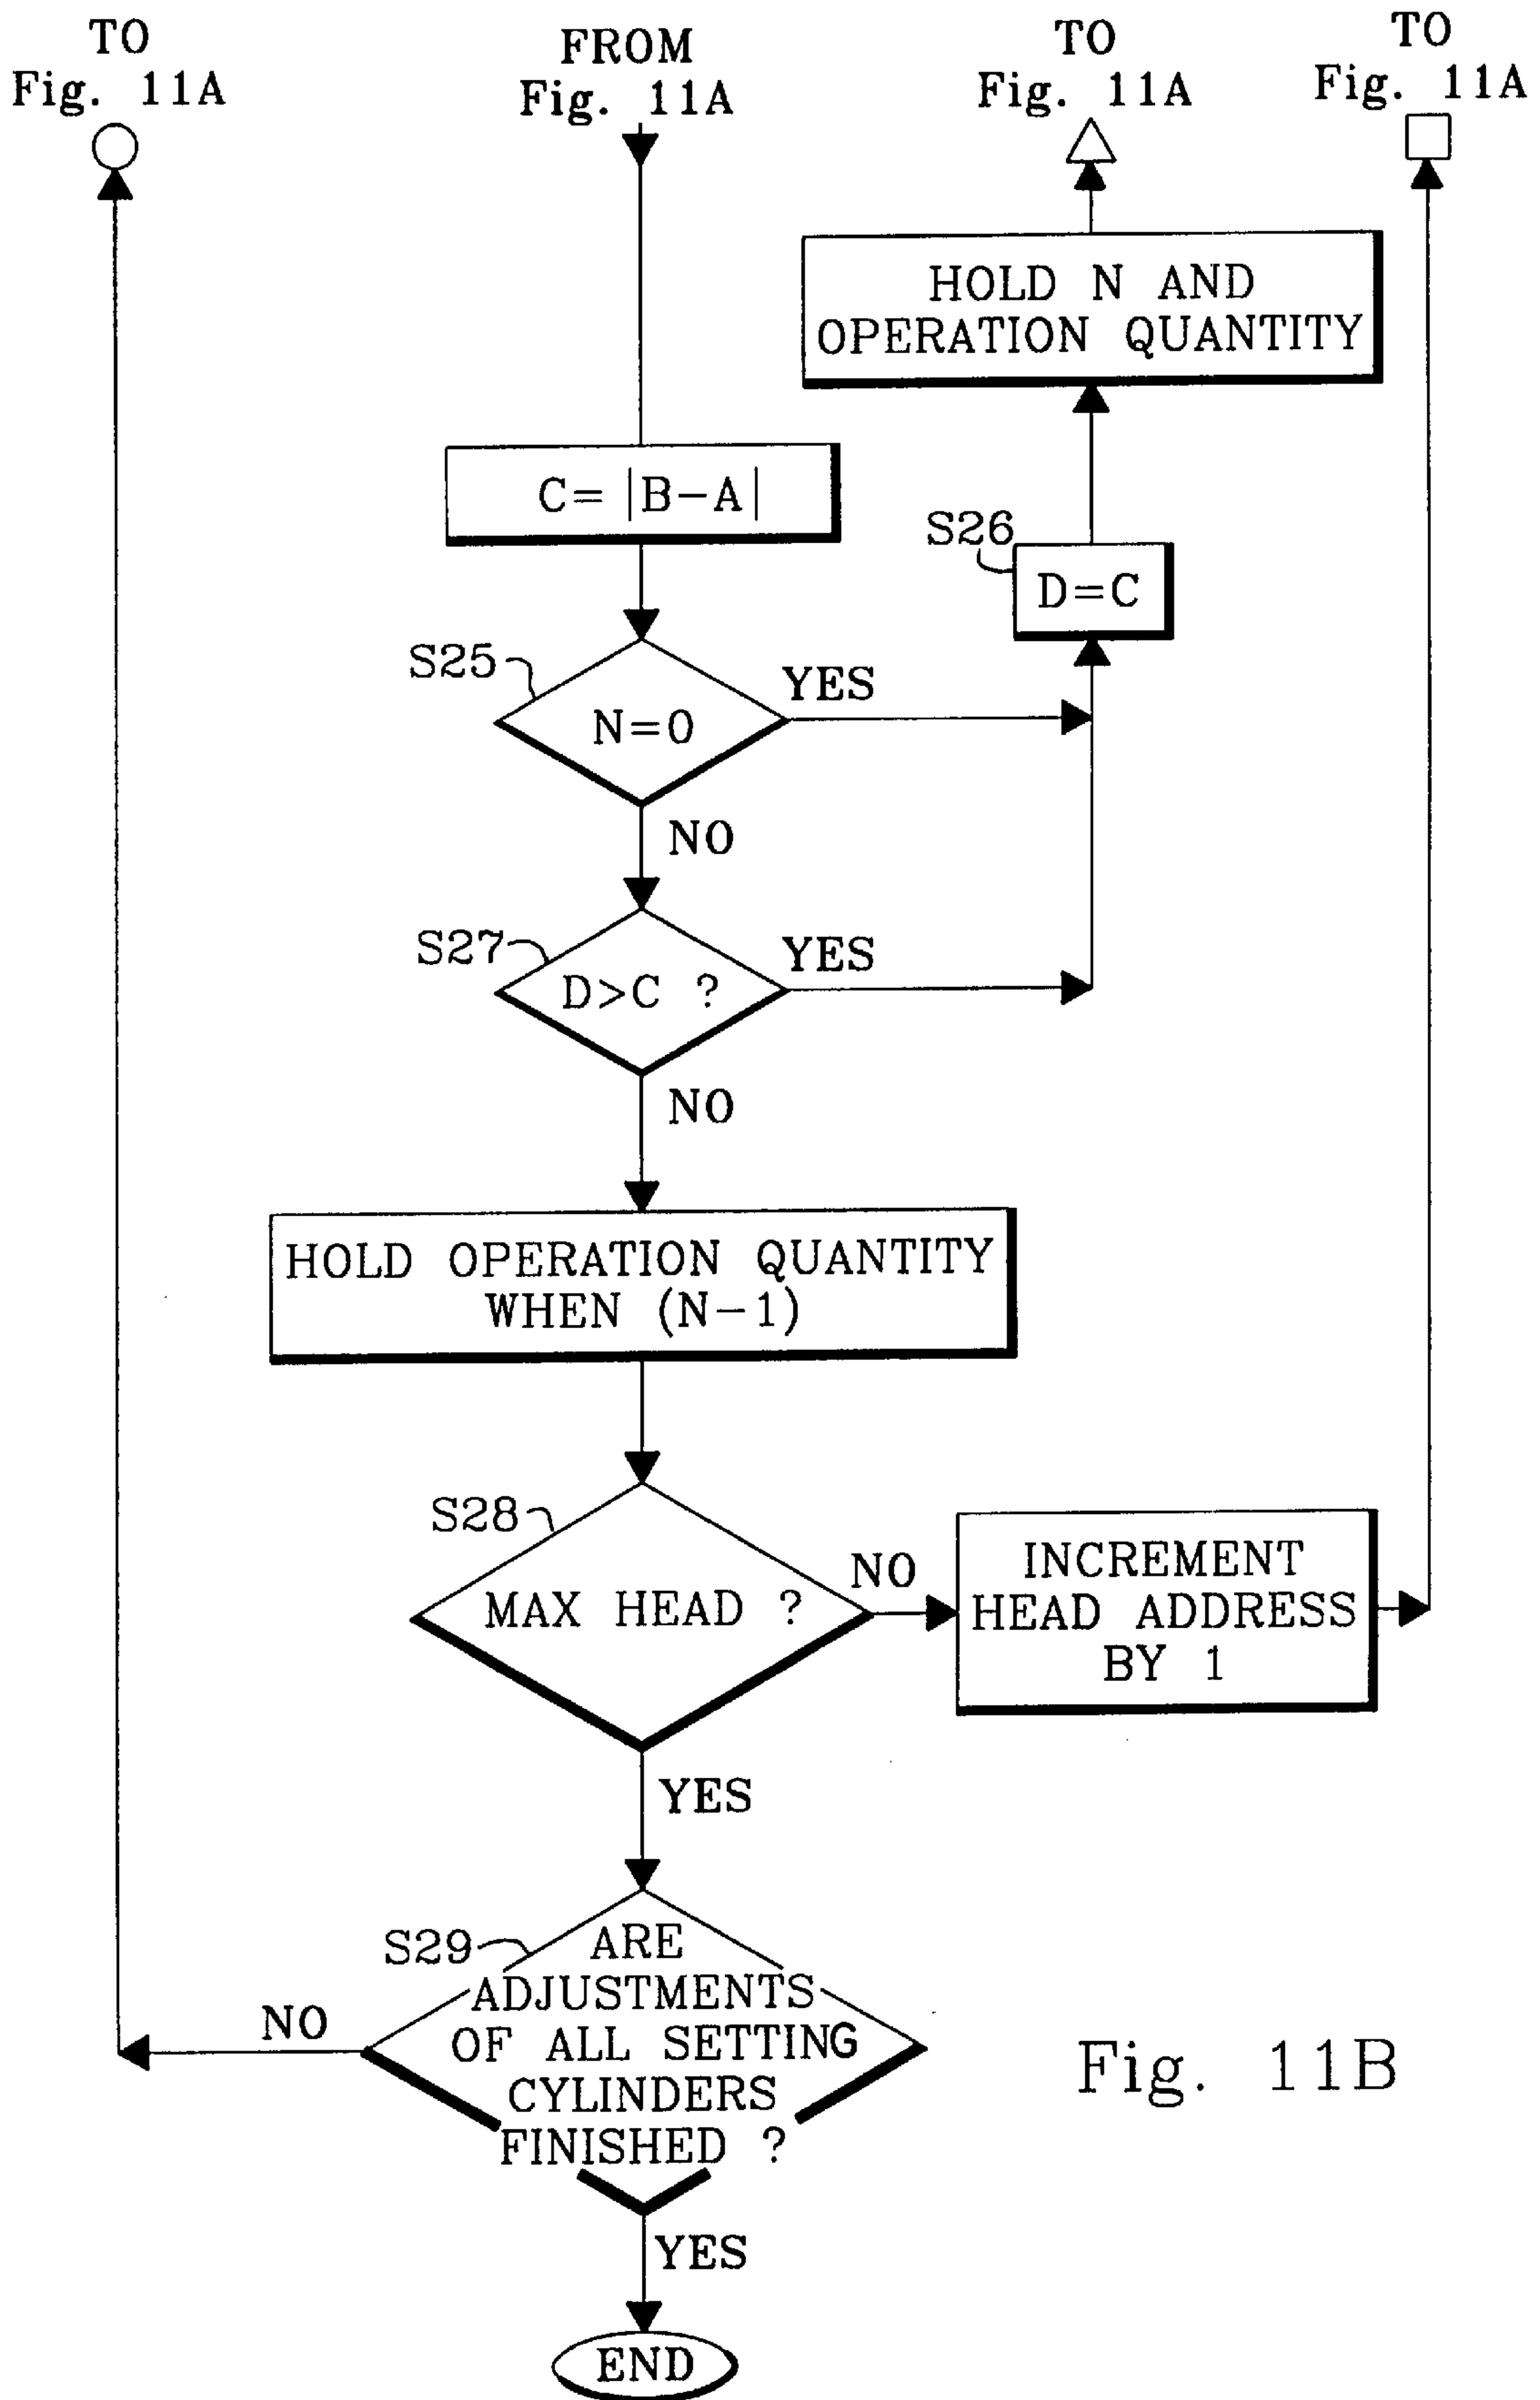 TO
Fig. 11A
FROM
Fig. 11A
TO
Fig. 11A
TO
Fig. 11A
HOLD N AND
OPERATION QUANTITY
C= |B-A|
S26
D=C
S25
N=0
YES
NO
S27
D>C ?
YES
NO
HOLD OPERATION QUANTITY
WHEN (N-1)
S28
MAX HEAD ?
NO
INCREMENT
HEAD ADDRESS
BY 1
YES
S29
ARE
ADJUSTMENTS
OF ALL SETTING
CYLINDERS
FINISHED ?
NO
YES
END
Fig. 11B